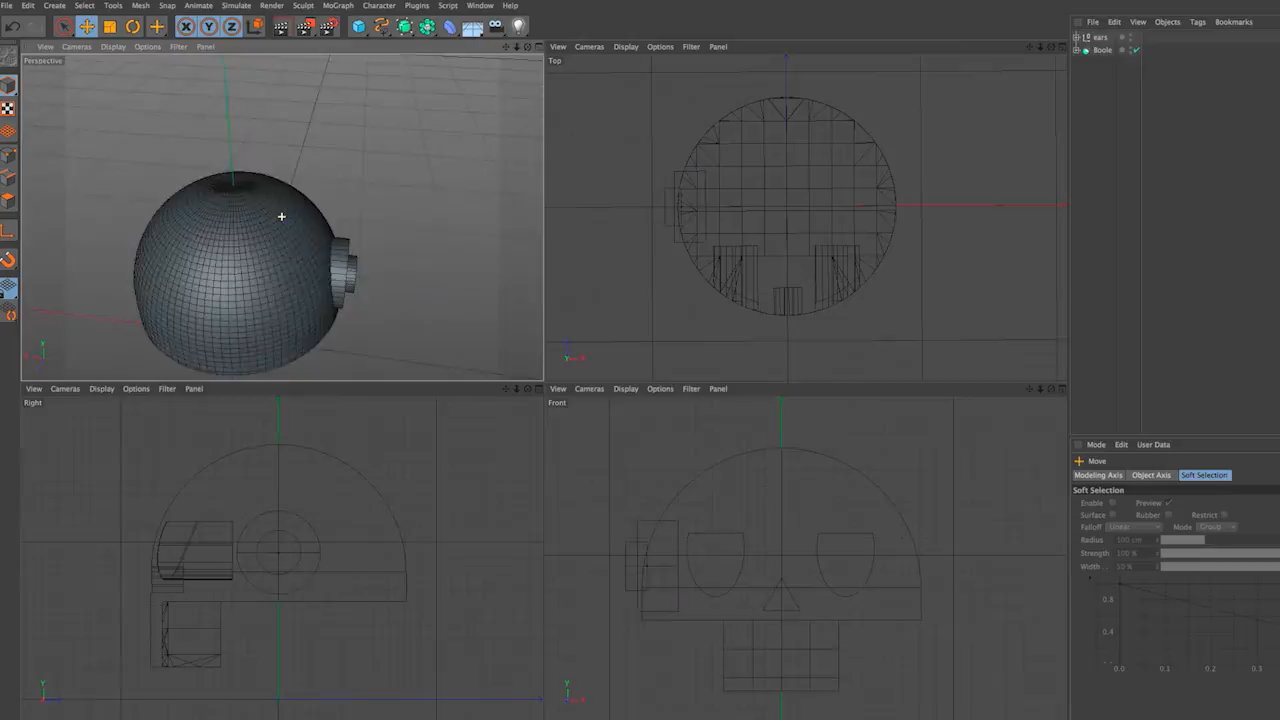 File Edit Create Select Tools Mesh Snap Animate Simulate Render Sculpt MoGraph Character Plugins Script Window Help
File Edit View Objects Tags Bookmarks
ears
Boole
View Cameras Display Options Filter Panel
View Cameras Display Options Filter Panel
Perspective
Top
View Cameras Display Options Filter Panel
View Cameras Display Options Filter Panel
Right
Front
Mode Edit User Data
Move
Modeling Axis Object Axis Soft Selection
Soft Selection
Enable Preview
Surface Rubber Restrict
Falloff Linear Mode Group
Radius 100 cm
Strength 100 %
Width . . 50 %
0.8
0.4
0.0 0.1 0.2 0.3
X Y Z
Y
X
Y X
Y
Y X